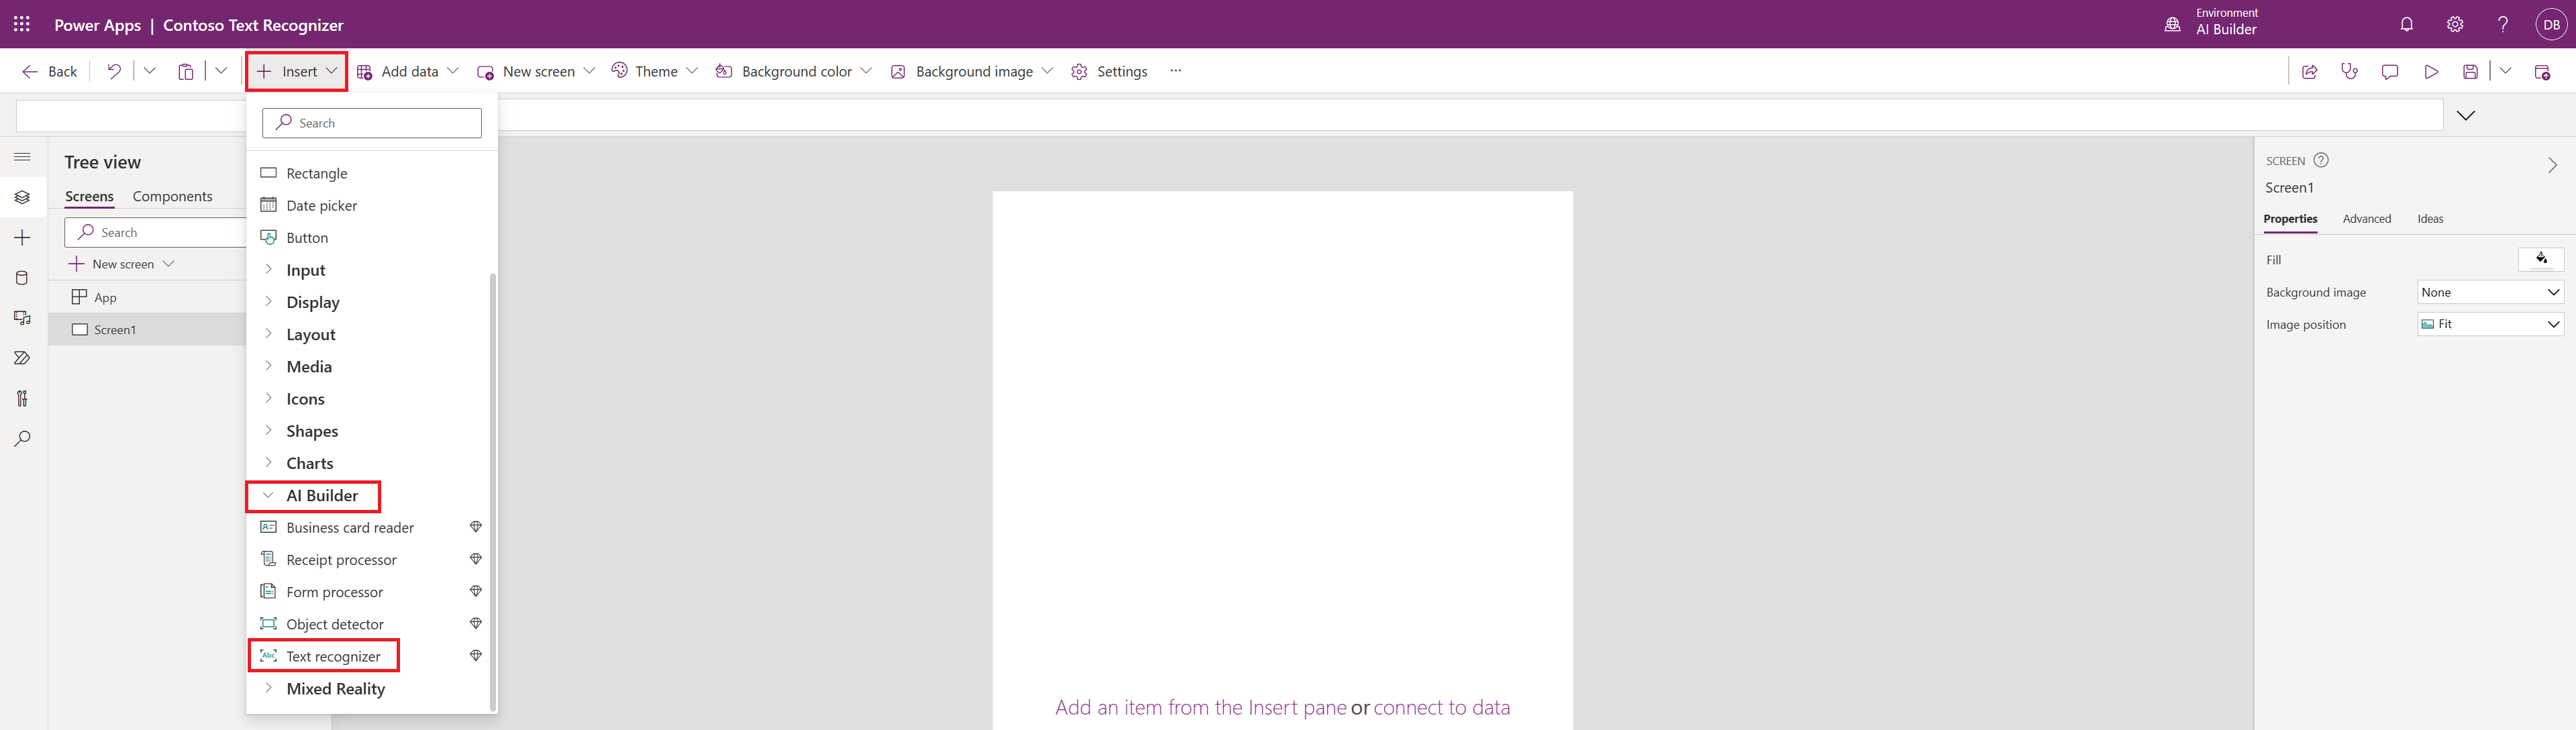 Power Apps | Contoso Text Recognizer
Environment
AI Builder
DB
Back
Insert
Add data
New screen
Theme
Background color
Background image
Settings
Search
Tree view
Screens Components
Search
New screen
App
Screen1
Rectangle
Date picker
Button
Input
Display
Layout
Media
Icons
Shapes
Charts
AI Builder
Business card reader
Receipt processor
Form processor
Object detector
Abc Text recognizer
Mixed Reality
Add an item from the Insert pane or connect to data
SCREEN
Screen1
Properties Advanced Ideas
Fill
Background image None
Image position Fit